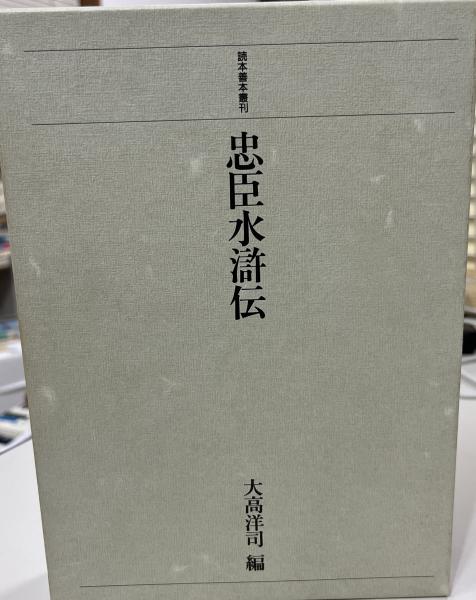 読本善本叢刊
忠臣水滸伝
大高洋司 編